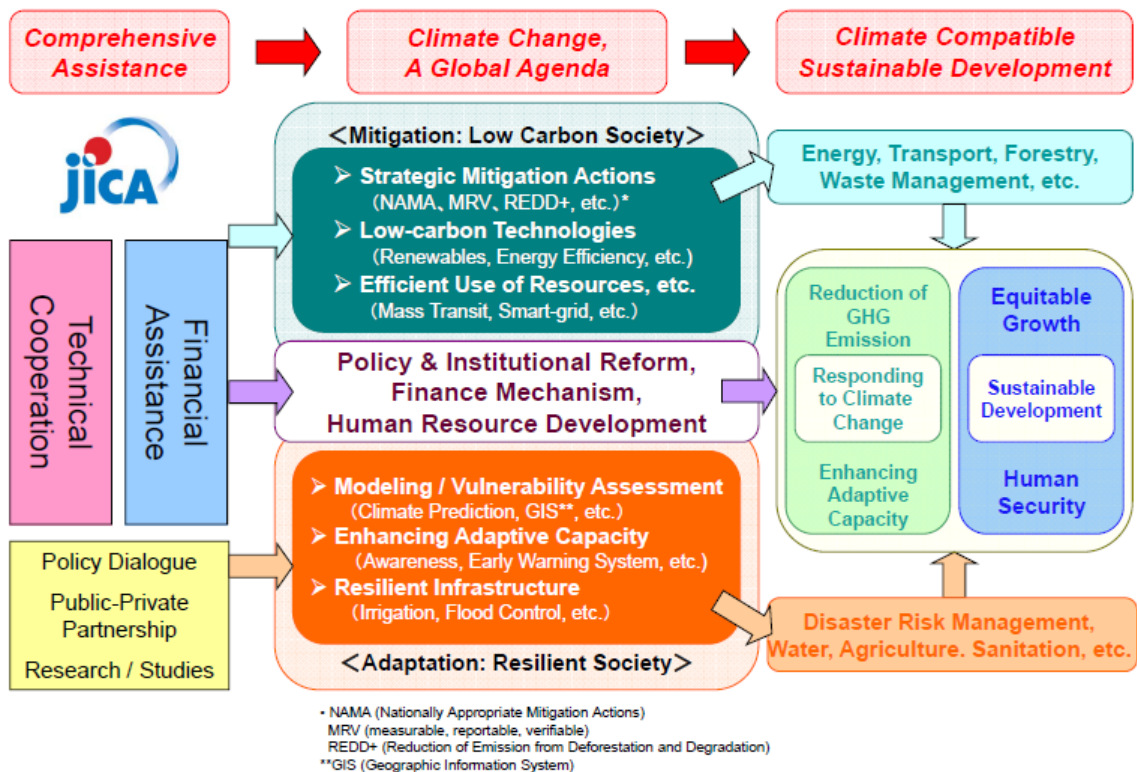 Comprehensive
Assistance
Climate Change,
A Global Agenda
Climate Compatible
Sustainable Development
jICA
Technical
Cooperation
Financial
Assistance
Policy Dialogue
Public-Private
Partnership
Research / Studies
<Mitigation: Low Carbon Society>
➢ Strategic Mitigation Actions
(NAMA、MRV、REDD+, etc.)*
➢ Low-carbon Technologies
(Renewables, Energy Efficiency, etc.)
➢ Efficient Use of Resources, etc.
(Mass Transit, Smart-grid, etc.)
Policy & Institutional Reform,
Finance Mechanism,
Human Resource Development
➢ Modeling / Vulnerability Assessment
(Climate Prediction, GIS**, etc.)
➢ Enhancing Adaptive Capacity
(Awareness, Early Warning System, etc.)
➢ Resilient Infrastructure
(Irrigation, Flood Control, etc.)
<Adaptation: Resilient Society>
Energy, Transport, Forestry,
Waste Management, etc.
Reduction of
GHG
Emission
Responding
to Climate
Change
Enhancing
Adaptive
Capacity
Equitable
Growth
Sustainable
Development
Human
Security
Disaster Risk Management,
Water, Agriculture. Sanitation, etc.
* NAMA (Nationally Appropriate Mitigation Actions)
MRV (measurable, reportable, verifiable)
REDD+ (Reduction of Emission from Deforestation and Degradation)
**GIS (Geographic Information System)